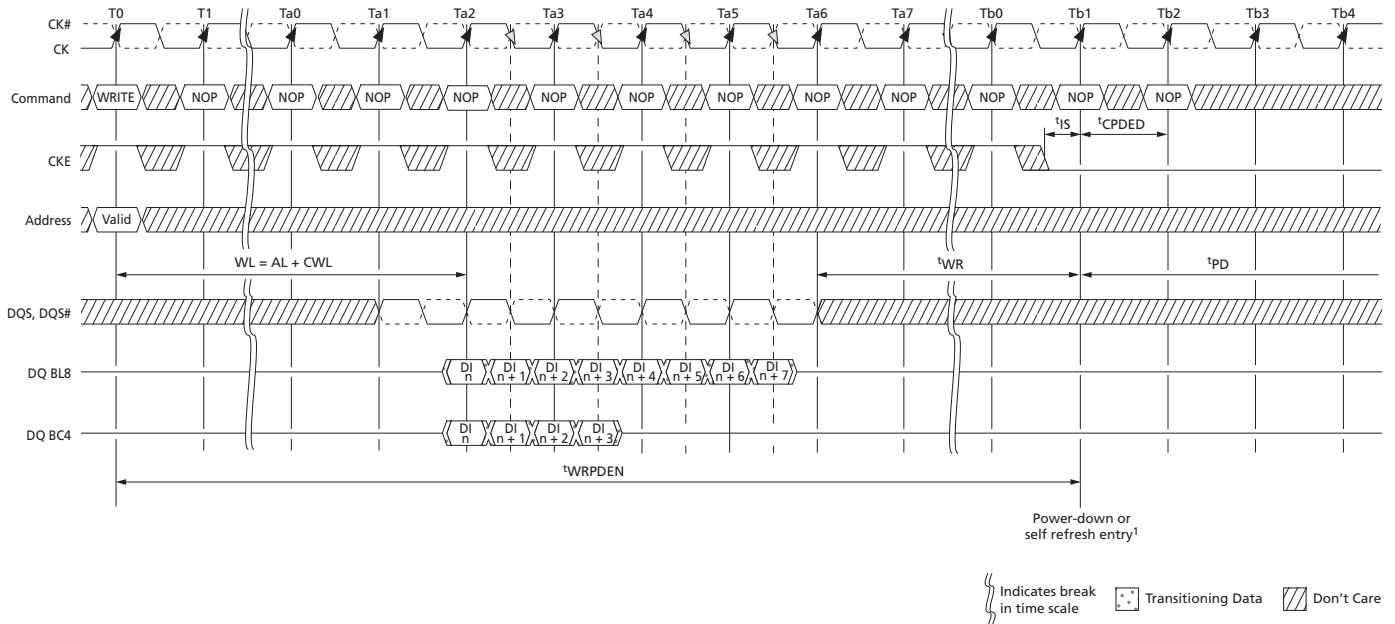 T0 T1 Ta0 Ta1 Ta2 Ta3 Ta4 Ta5 Ta6 Ta7 Tb0 Tb1 Tb2 Tb3 Tb4
CK#
CK
Command WRITE NOP NOP NOP NOP NOP NOP NOP NOP NOP NOP NOP NOP
tIS tCPDED
CKE
Address Valid
WL = AL + CWL tWR tPD
DQS, DQS#
DQ BL8 DI n DI n + 1 DI n + 2 DI n + 3 DI n + 4 DI n + 5 DI n + 6 DI n + 7
DQ BC4 DI n DI n + 1 DI n + 2 DI n + 3
tWRPDEN
Power-down or
self refresh entry1
Indicates break
in time scale
Transitioning Data
Don't Care